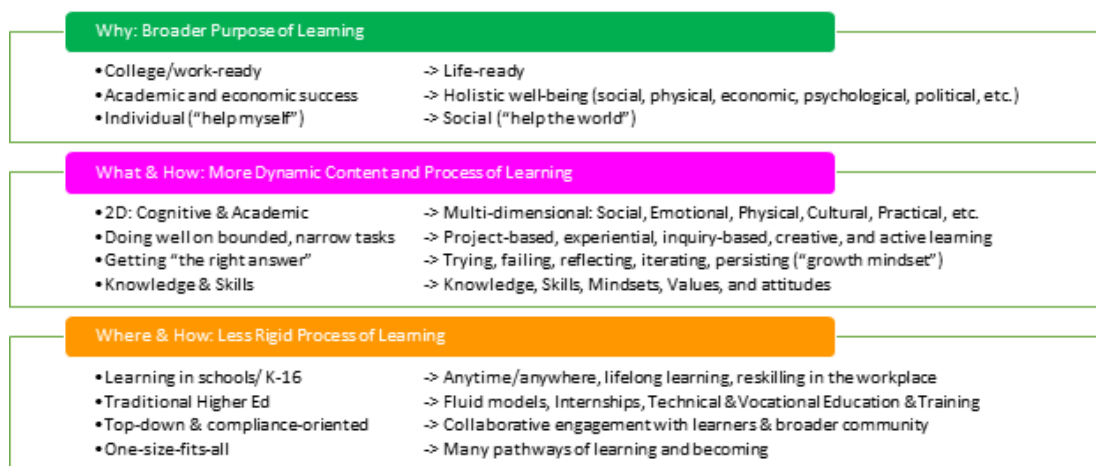 Why: Broader Purpose of Learning
•College/work-ready -> Life-ready
•Academic and economic success -> Holistic well-being (social, physical, economic, psychological, political, etc.)
•Individual (“help myself”) -> Social (“help the world”)
What & How: More Dynamic Content and Process of Learning
•2D: Cognitive & Academic -> Multi-dimensional: Social, Emotional, Physical, Cultural, Practical, etc.
•Doing well on bounded, narrow tasks -> Project-based, experiential, inquiry-based, creative, and active learning
•Getting “the right answer” -> Trying, failing, reflecting, iterating, persisting (“growth mindset”)
•Knowledge & Skills -> Knowledge, Skills, Mindsets, Values, and attitudes
Where & How: Less Rigid Process of Learning
•Learning in schools/ K-16 -> Anytime/anywhere, lifelong learning, reskilling in the workplace
•Traditional Higher Ed -> Fluid models, Internships, Technical & Vocational Education & Training
•Top-down & compliance-oriented -> Collaborative engagement with learners & broader community
•One-size-fits-all -> Many pathways of learning and becoming